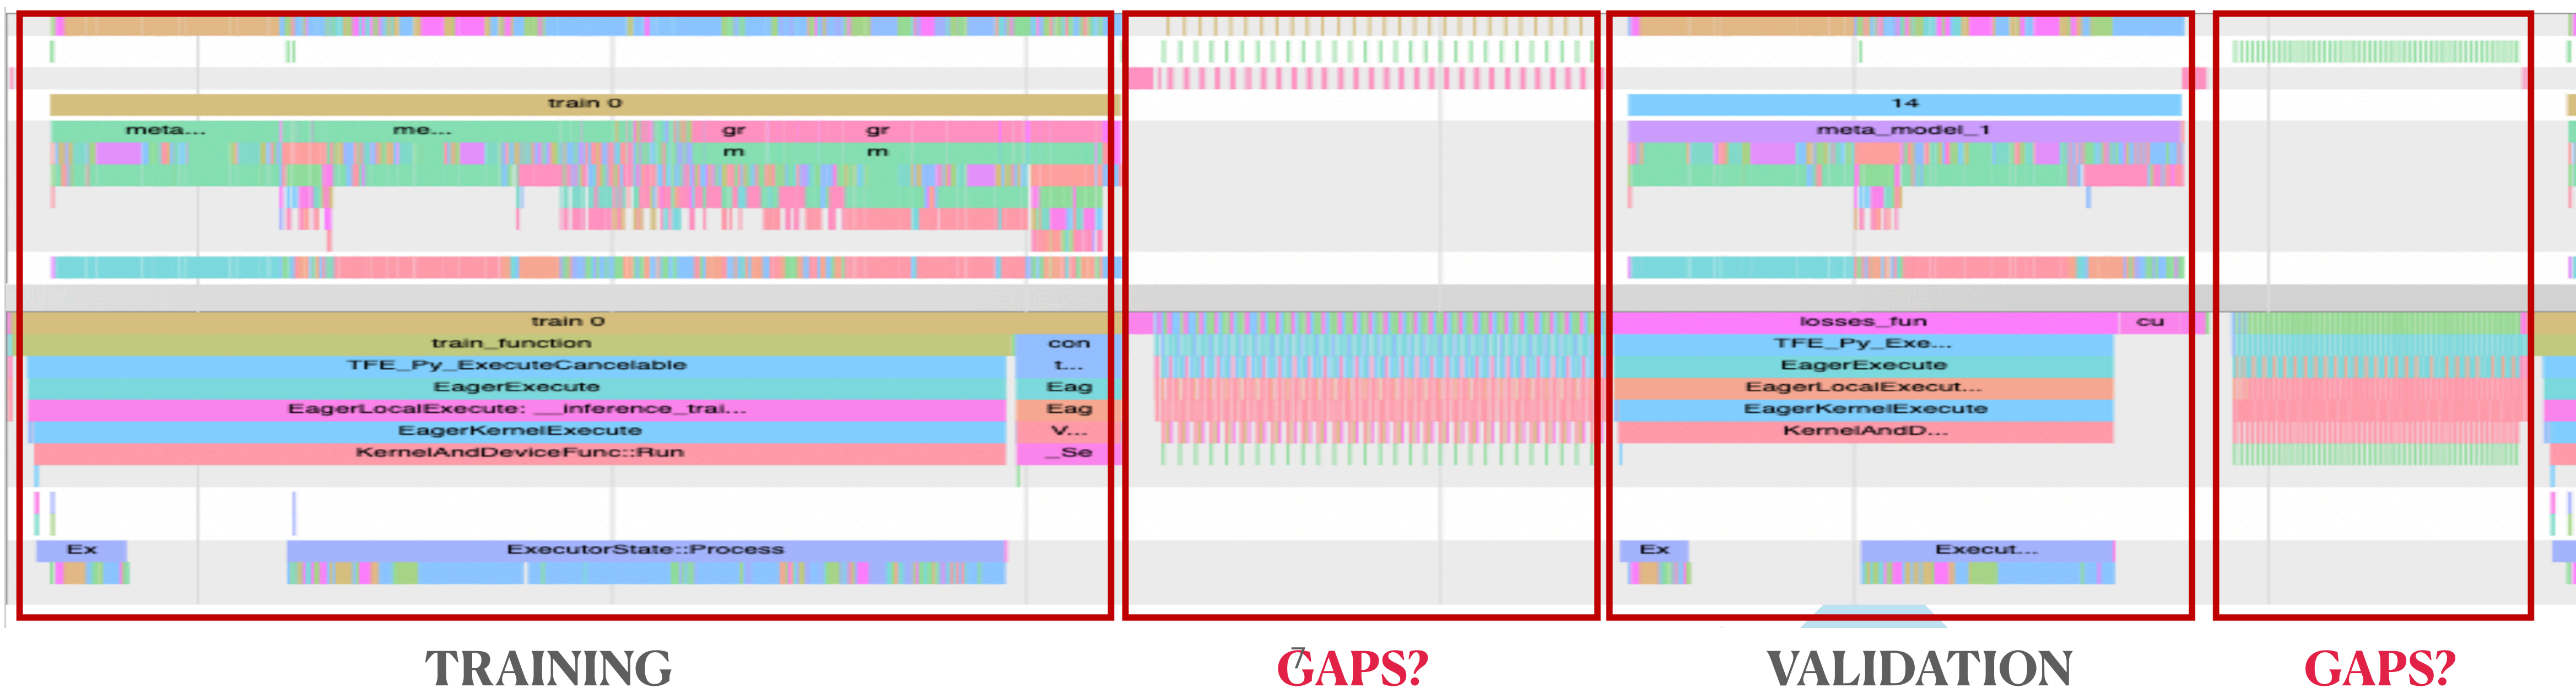 train 0
14
meta... me... gr gr meta_model_1
m m
train 0 losses_fun cu
train_function con TFE_Py_Exe...
TFE_Py_ExecuteCancelable t... EagerExecute
EagerExecute Eag EagerLocalExecut...
EagerLocalExecute: __inference_trai... Eag EagerKernelExecute
EagerKernelExecute V... KernelAndD...
KernelAndDeviceFunc::Run _Se
Ex ExecutorState::Process Ex Execut...
7
TRAINING GAPS? VALIDATION GAPS?